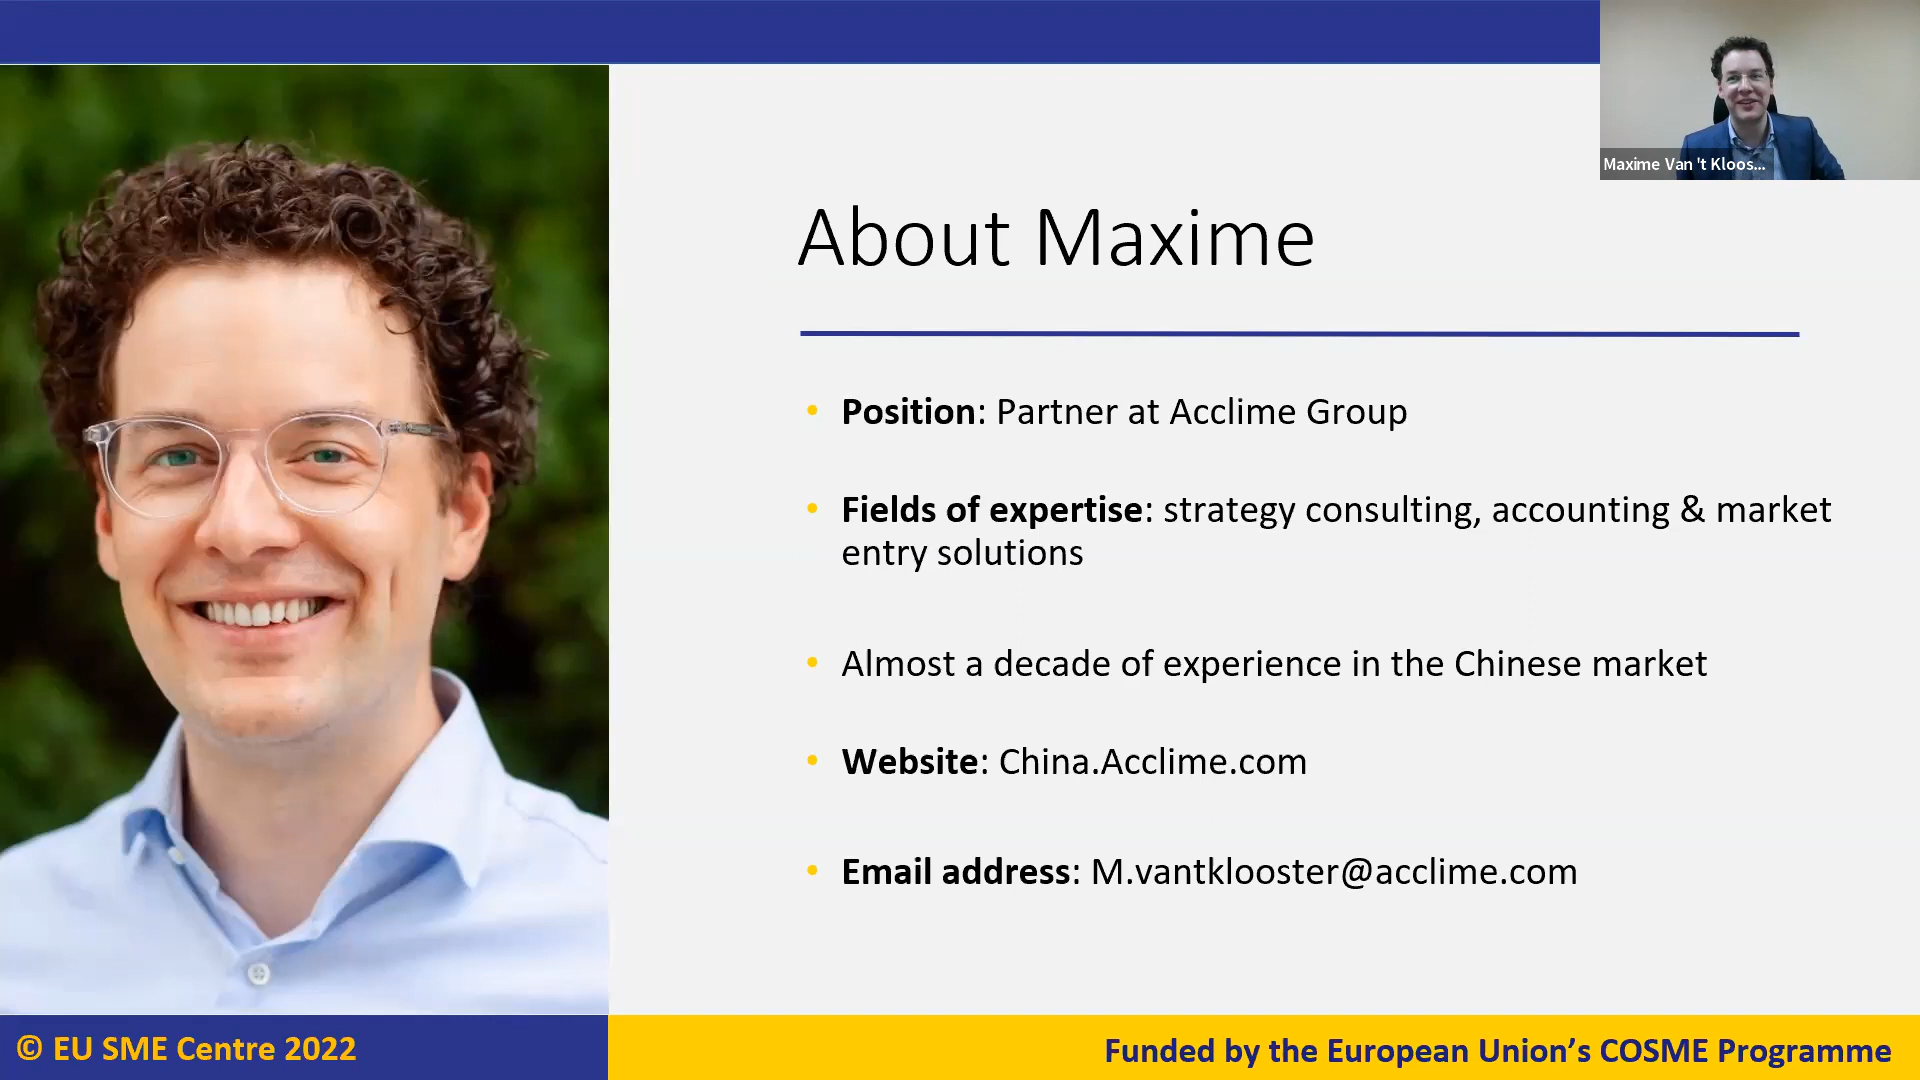 Maxime Van 't Kloos...
About Maxime
• Position: Partner at Acclime Group
• Fields of expertise: strategy consulting, accounting & market
entry solutions
• Almost a decade of experience in the Chinese market
• Website: China.Acclime.com
• Email address: M.vantklooster@acclime.com
© EU SME Centre 2022
Funded by the European Union’s COSME Programme